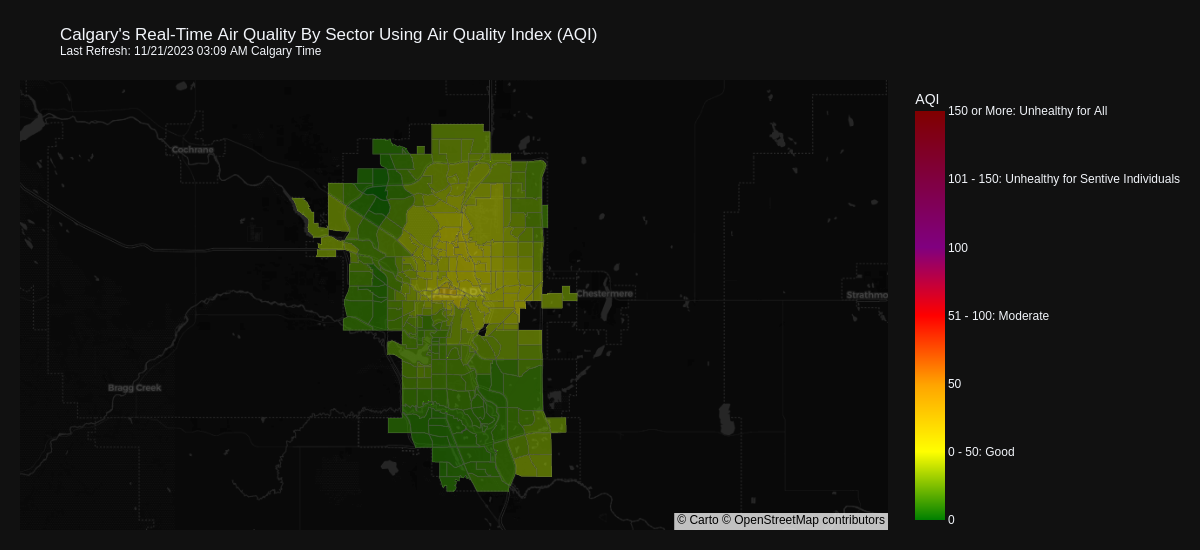 Calgary's Real-Time Air Quality By Sector Using Air Quality Index (AQI)
Last Refresh: 11/21/2023 03:09 AM Calgary Time
AQI
150 or More: Unhealthy for All
101 - 150: Unhealthy for Sentive Individuals
100
51 - 100: Moderate
50
0 - 50: Good
0
Cochrane
Chestermere
Strathmo
Bragg Creek
© Carto © OpenStreetMap contributors